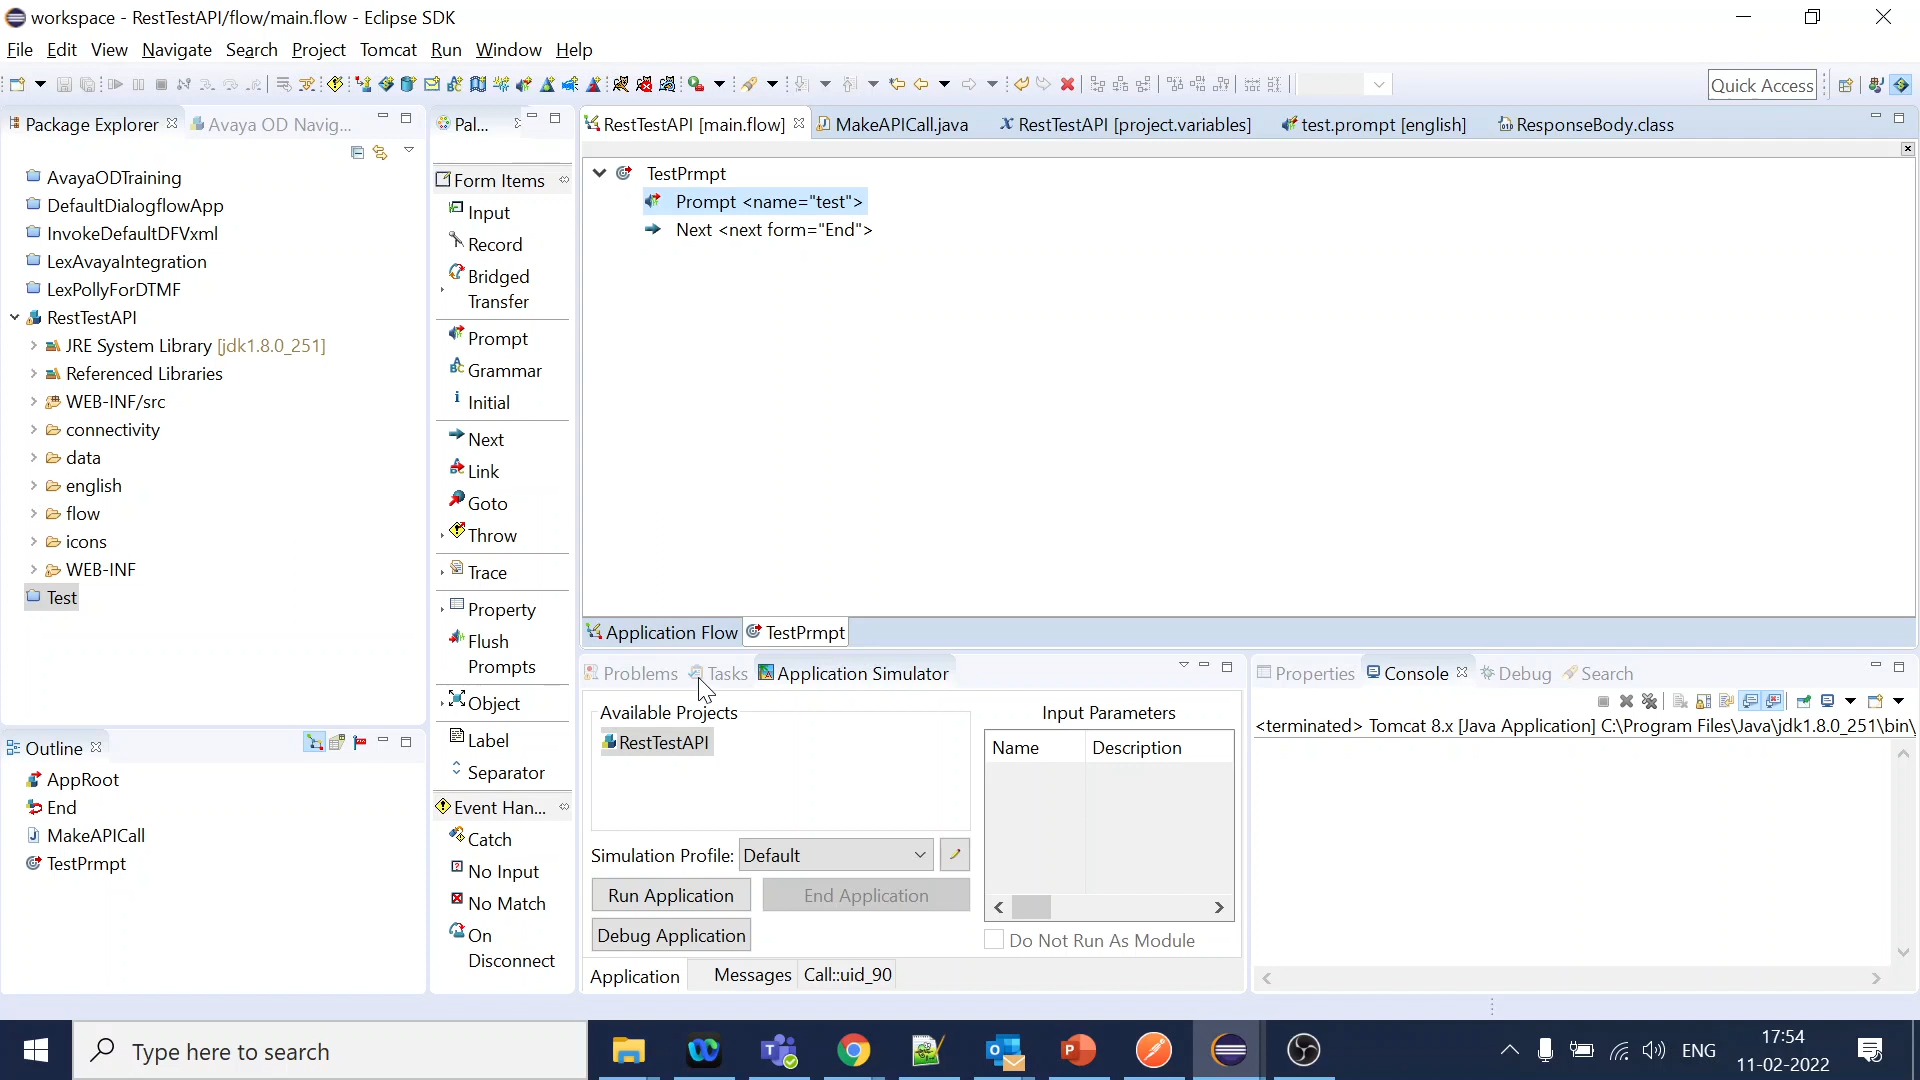 workspace - RestTestAPI/flow/main.flow - Eclipse SDK
File Edit View Navigate Search Project Tomcat Run Window Help
Quick Access
Package Explorer
Avaya OD Navig...
AvayaODTraining
DefaultDialogflowApp
InvokeDefaultDFVxml
LexAvayaIntegration
LexPollyForDTMF
RestTestAPI
JRE System Library [jdk1.8.0_251]
Referenced Libraries
WEB-INF/src
connectivity
data
english
flow
icons
WEB-INF
Test
Outline
AppRoot
End
MakeAPICall
TestPrmpt
Pal...
Form Items
Input
Record
Bridged
Transfer
Prompt
Grammar
Initial
Next
Link
Goto
Throw
Trace
Property
Flush
Prompts
Object
Label
Separator
Event Han...
Catch
No Input
No Match
On
Disconnect
RestTestAPI [main.flow]
MakeAPICall.java
RestTestAPI [project.variables]
test.prompt [english]
ResponseBody.class
TestPrmpt
Prompt <name="test">
Next <next form="End">
Application Flow
TestPrmpt
Problems
Tasks
Application Simulator
Available Projects
RestTestAPI
Simulation Profile: Default
Run Application
End Application
Debug Application
Input Parameters
Name
Description
Do Not Run As Module
Application
Messages
Call::uid_90
Properties
Console
Debug
Search
<terminated> Tomcat 8.x [Java Application] C:\Program Files\Java\jdk1.8.0_251\bin\
Type here to search
ENG
17:54
11-02-2022